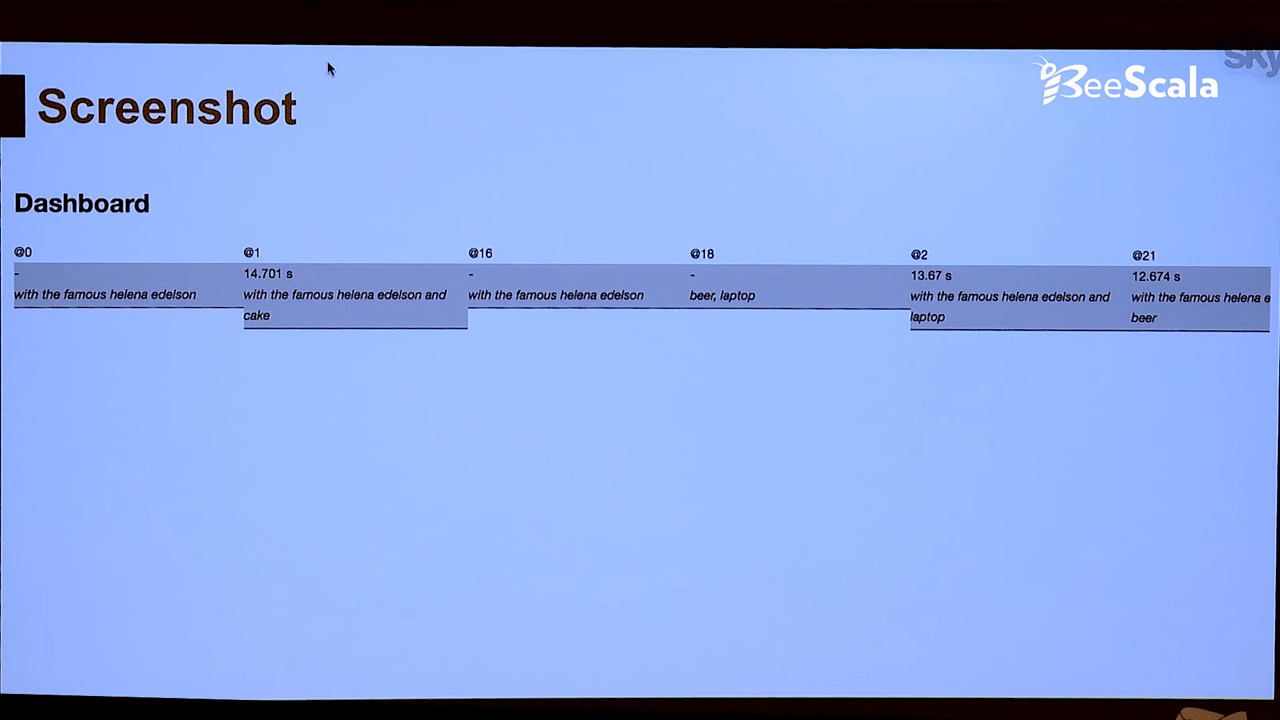 BeeScala
sky
Screenshot
Dashboard
@0 @1 @16 @18 @2 @21
- 14.701 s - - 13.67 s 12.674 s
with the famous helena edelson with the famous helena edelson and with the famous helena edelson beer, laptop with the famous helena edelson and with the famous helena e
cake laptop beer